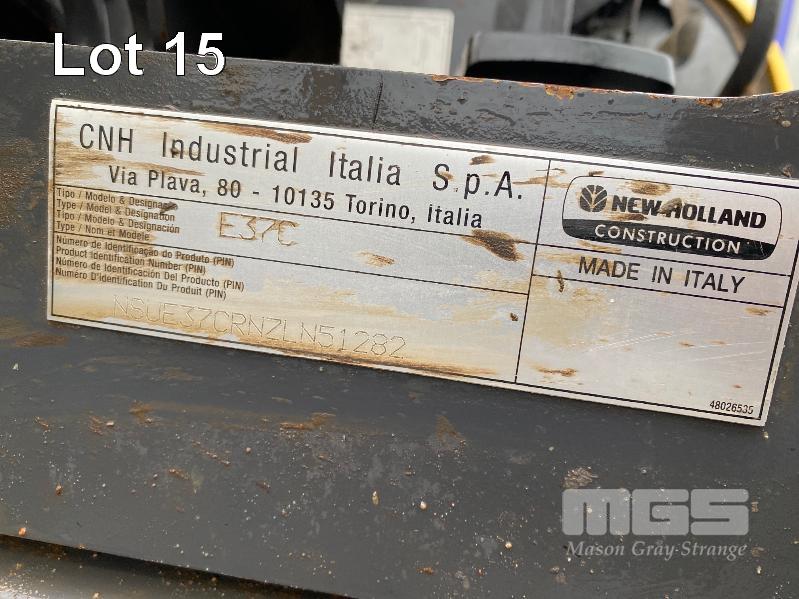 Lot 15
CNH Industrial Italia S.p.A.
Via Plava, 80 - 10135 Torino, Italia
Tipo / Modelo & Designação
Type / Model & Designation
Tipo / Modelo & Designación
Type / Nom et Modele
E37C
Número de Identificação do Produto (PIN)
Product Identification Number (PIN)
Número de Identificación Del Producto (PIN)
Numéro D'Identification Du Produit (PIN)
N8UE37CRNZLN51282
NEW HOLLAND
CONSTRUCTION
MADE IN ITALY
48026535
MGS
Mason Gray·Strange